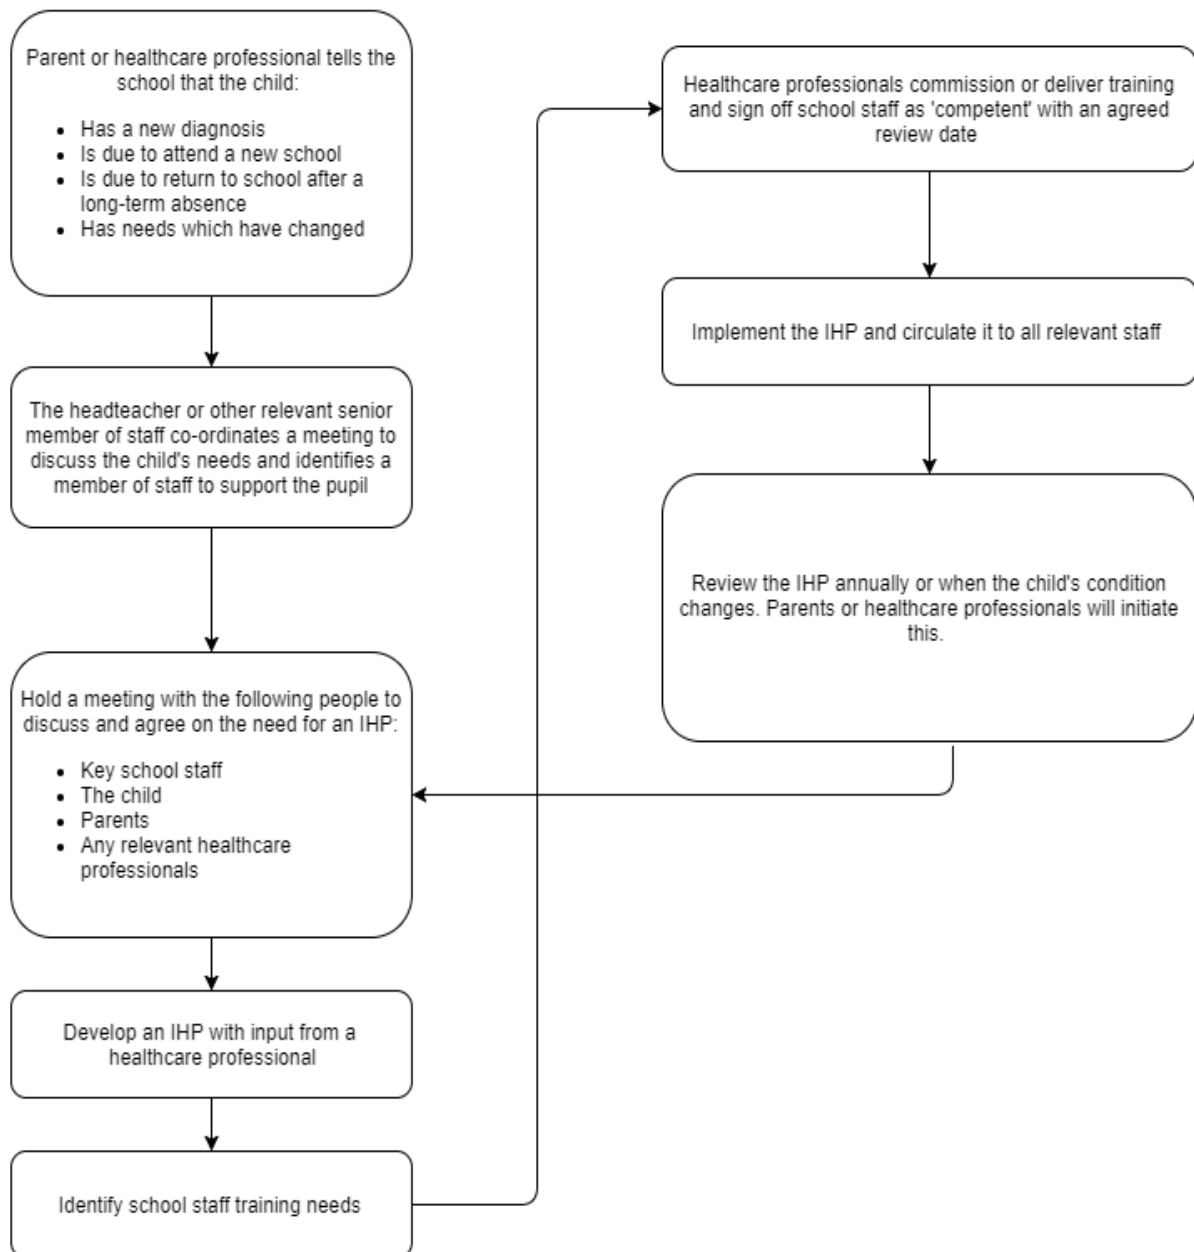 Parent or healthcare professional tells the
school that the child:
• Has a new diagnosis
• Is due to attend a new school
• Is due to return to school after a
long-term absence
• Has needs which have changed
The headteacher or other relevant senior
member of staff co-ordinates a meeting to
discuss the child's needs and identifies a
member of staff to support the pupil
Hold a meeting with the following people to
discuss and agree on the need for an IHP:
• Key school staff
• The child
• Parents
• Any relevant healthcare
professionals
Develop an IHP with input from a
healthcare professional
Identify school staff training needs
Healthcare professionals commission or deliver training
and sign off school staff as 'competent' with an agreed
review date
Implement the IHP and circulate it to all relevant staff
Review the IHP annually or when the child's condition
changes. Parents or healthcare professionals will initiate
this.